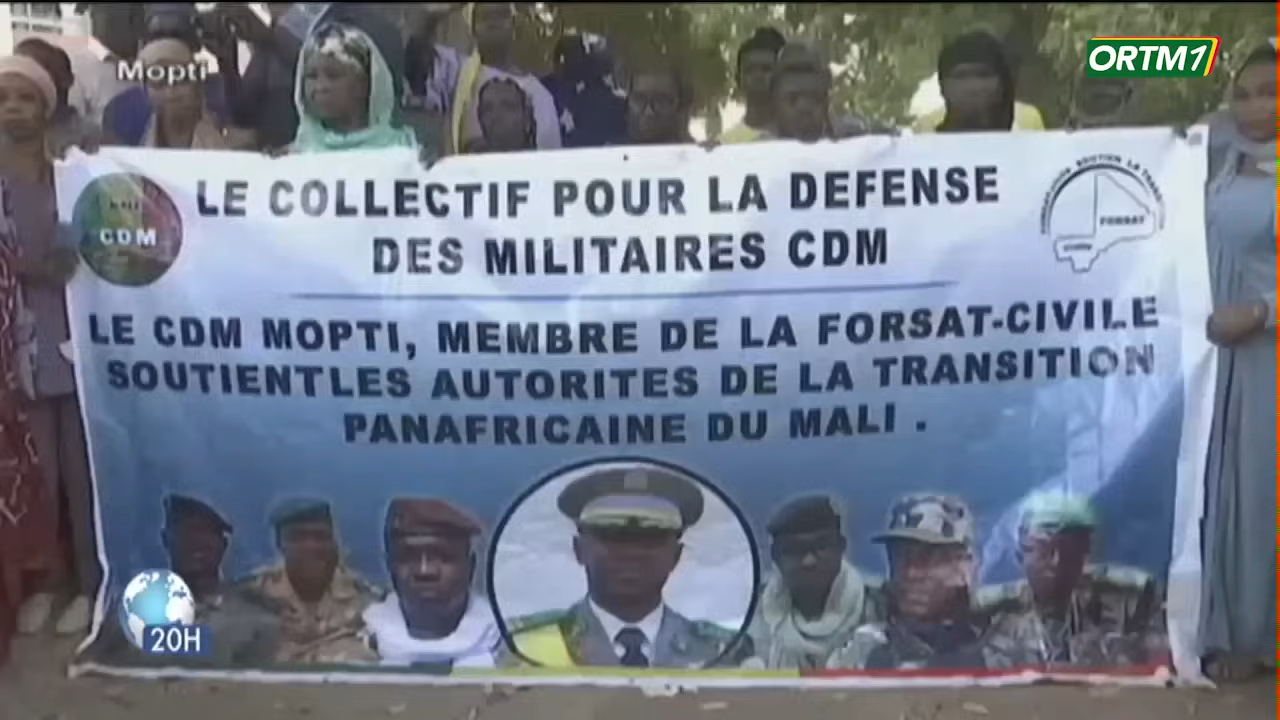 Mopti
ORTM1
LE COLLECTIF POUR LA DEFENSE
DES MILITAIRES CDM
CDM
FORSAT
LE CDM MOPTI, MEMBRE DE LA FORSAT-CIVILE
SOUTIENTLES AUTORITES DE LA TRANSITION
PANAFRICAINE DU MALI .
20H